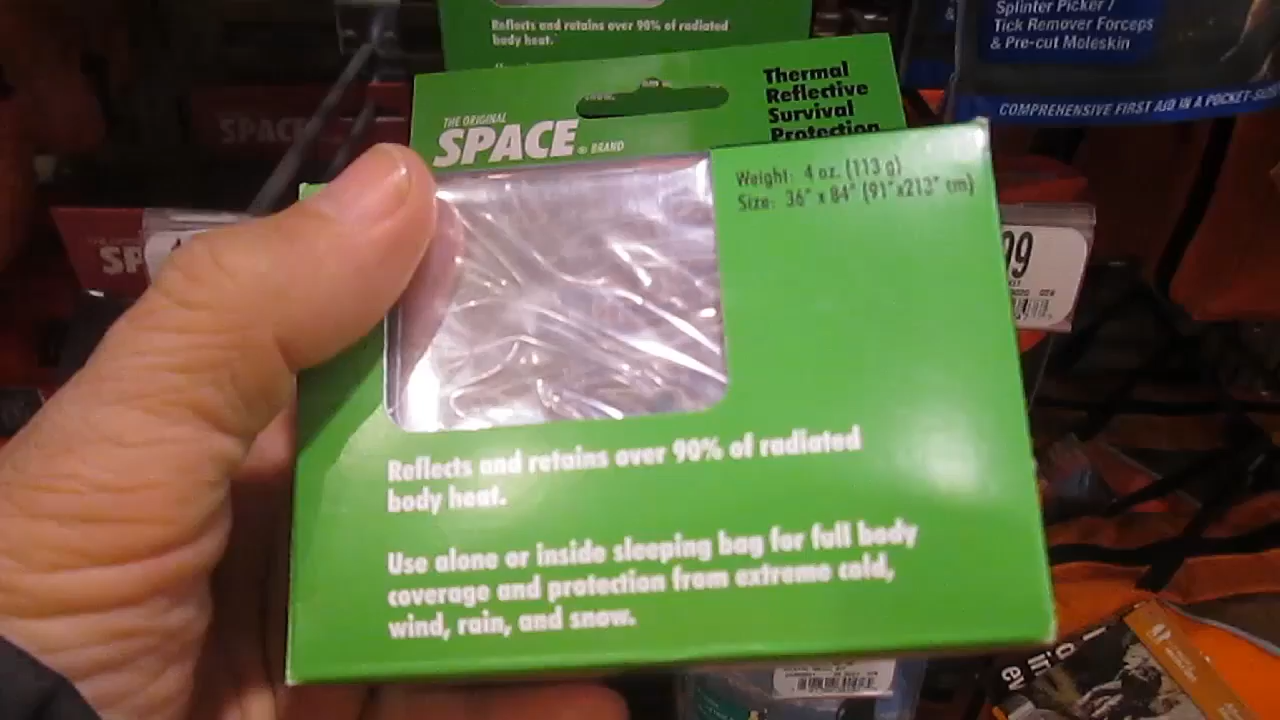 Reflects and retains over 90% of radiated
body heat.
Splinter Picker /
Tick Remover Forceps
& Pre-cut Moleskin
COMPREHENSIVE FIRST AID IN A POCKET-SIZE
THE ORIGINAL
SPACE® BRAND
Thermal
Reflective
Survival
Protection
Weight: 4 oz. (113 g)
Size: 36" x 84" (91"x213" cm)
SPACE
SP
99
Reflects and retains over 90% of radiated
body heat.
Use alone or inside sleeping bag for full body
coverage and protection from extreme cold,
wind, rain, and snow.